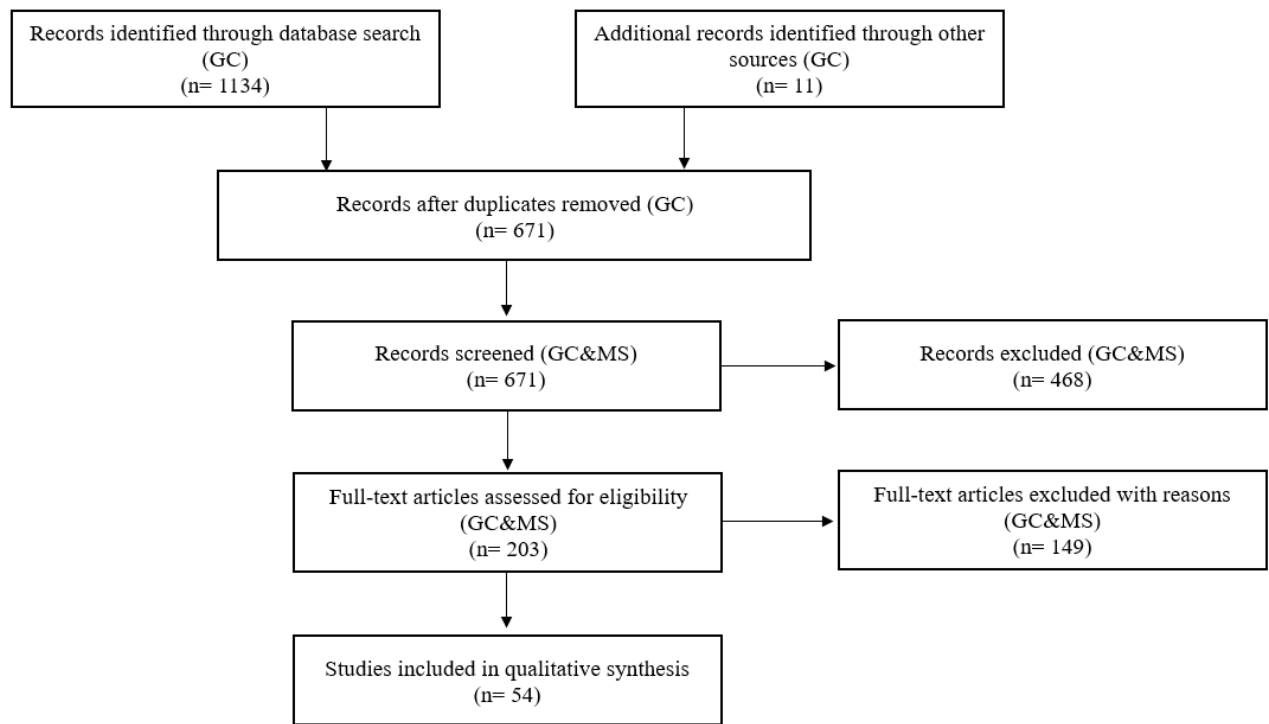 Records identified through database search
(GC)
(n= 1134)
Additional records identified through other
sources (GC)
(n= 11)
Records after duplicates removed (GC)
(n= 671)
Records screened (GC&MS)
(n= 671)
Records excluded (GC&MS)
(n= 468)
Full-text articles assessed for eligibility
(GC&MS)
(n= 203)
Full-text articles excluded with reasons
(GC&MS)
(n= 149)
Studies included in qualitative synthesis
(n= 54)